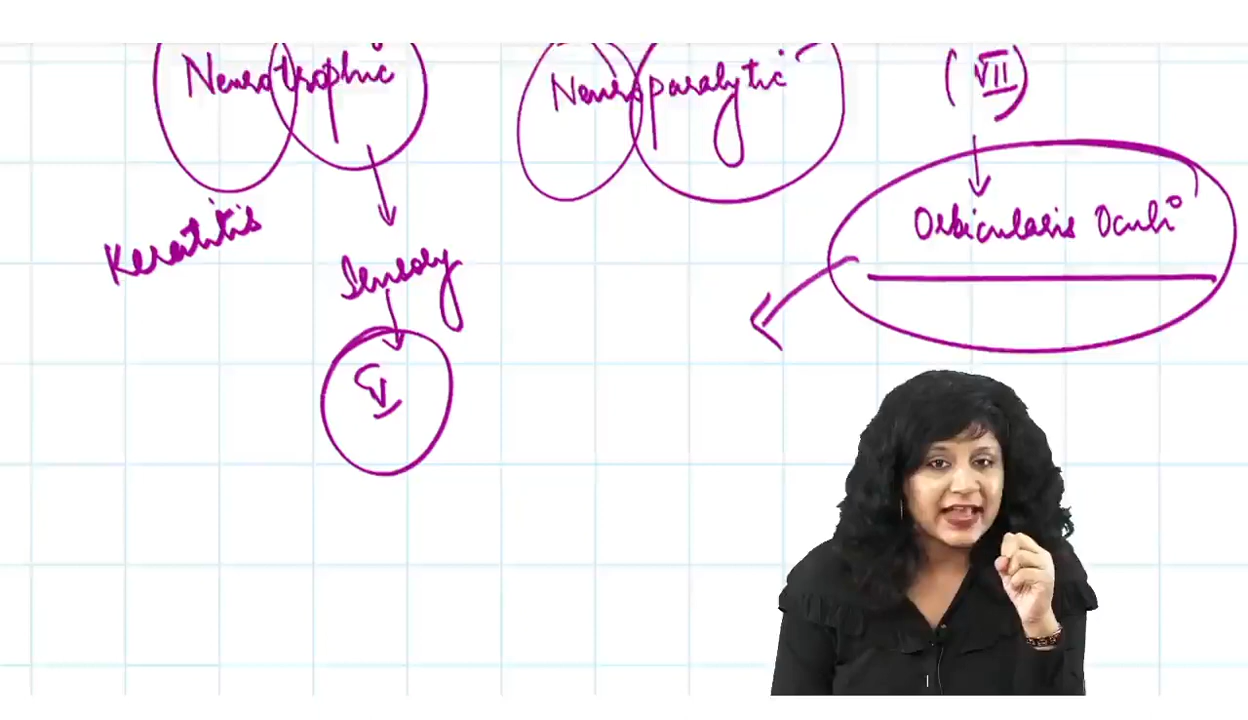 Neurotrophic Neuroparalytic (VII)
Keratitis Orbicularis Oculi
Sensory
V